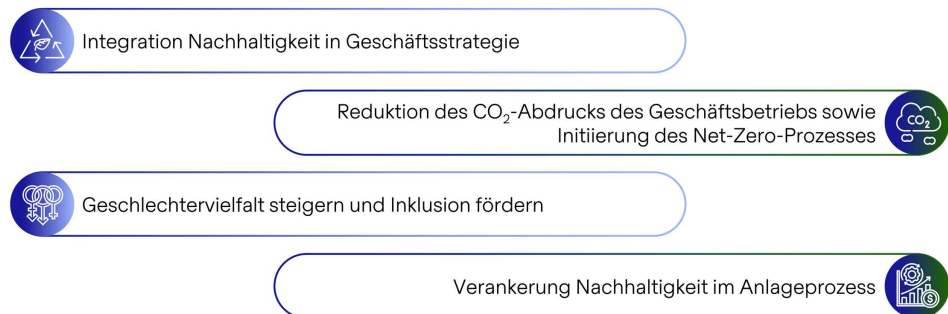 Integration Nachhaltigkeit in Geschäftsstrategie
Reduktion des CO₂-Abdrucks des Geschäftsbetriebs sowie
Initiierung des Net-Zero-Prozesses
CO₂
Geschlechtervielfalt steigern und Inklusion fördern
Verankerung Nachhaltigkeit im Anlageprozess
$